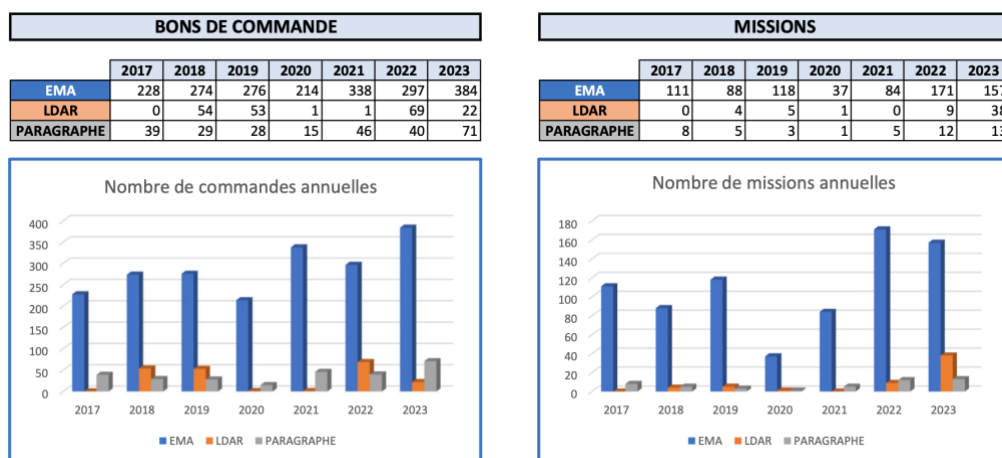 BONS DE COMMANDE
2017 2018 2019 2020 2021 2022 2023
EMA 228 274 276 214 338 297 384
LDAR 0 54 53 1 1 69 22
PARAGRAPHE 39 29 28 15 46 40 71
Nombre de commandes annuelles
400
350
300
250
200
150
100
50
0
2017 2018 2019 2020 2021 2022 2023
EMA LDAR PARAGRAPHE
MISSIONS
2017 2018 2019 2020 2021 2022 2023
EMA 111 88 118 37 84 171 157
LDAR 0 4 5 1 0 9 38
PARAGRAPHE 8 5 3 1 5 12 13
Nombre de missions annuelles
180
160
140
120
100
80
60
40
20
0
2017 2018 2019 2020 2021 2022 2023
EMA LDAR PARAGRAPHE